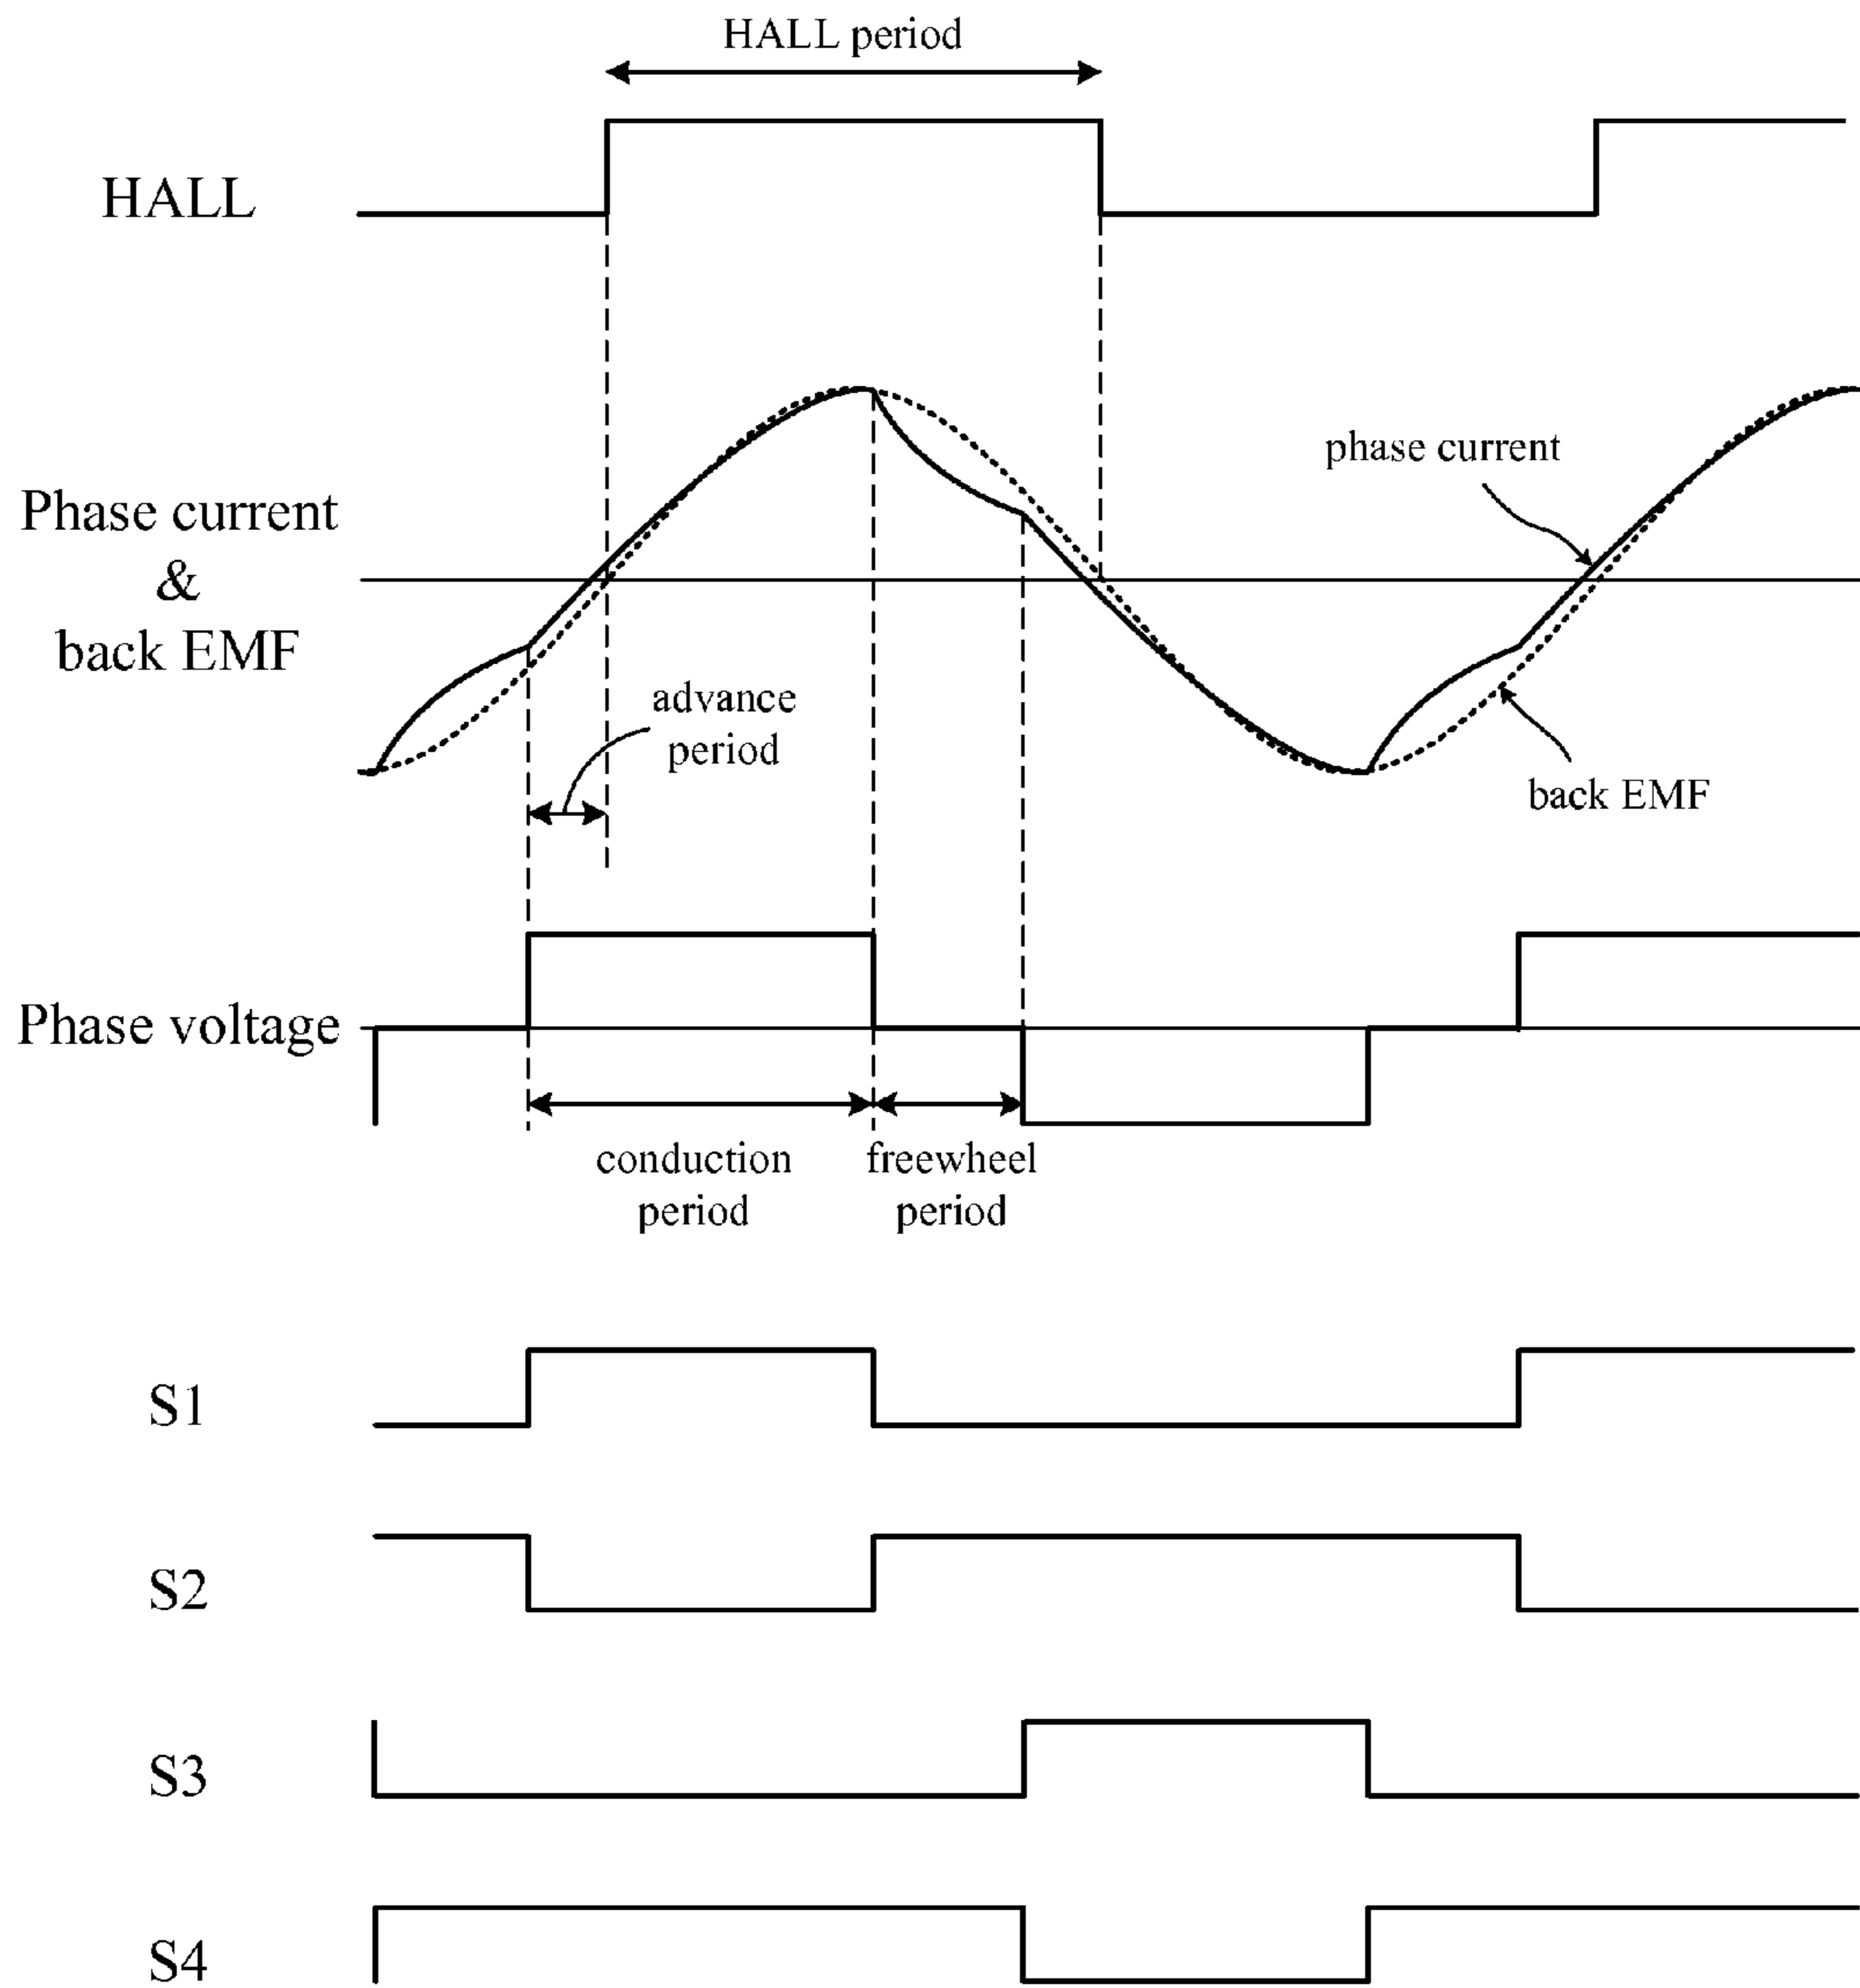 HALL period
HALL
phase current
Phase current
&
back EMF
advance
period
back EMF
Phase voltage
conduction
period
freewheel
period
S1
S2
S3
S4